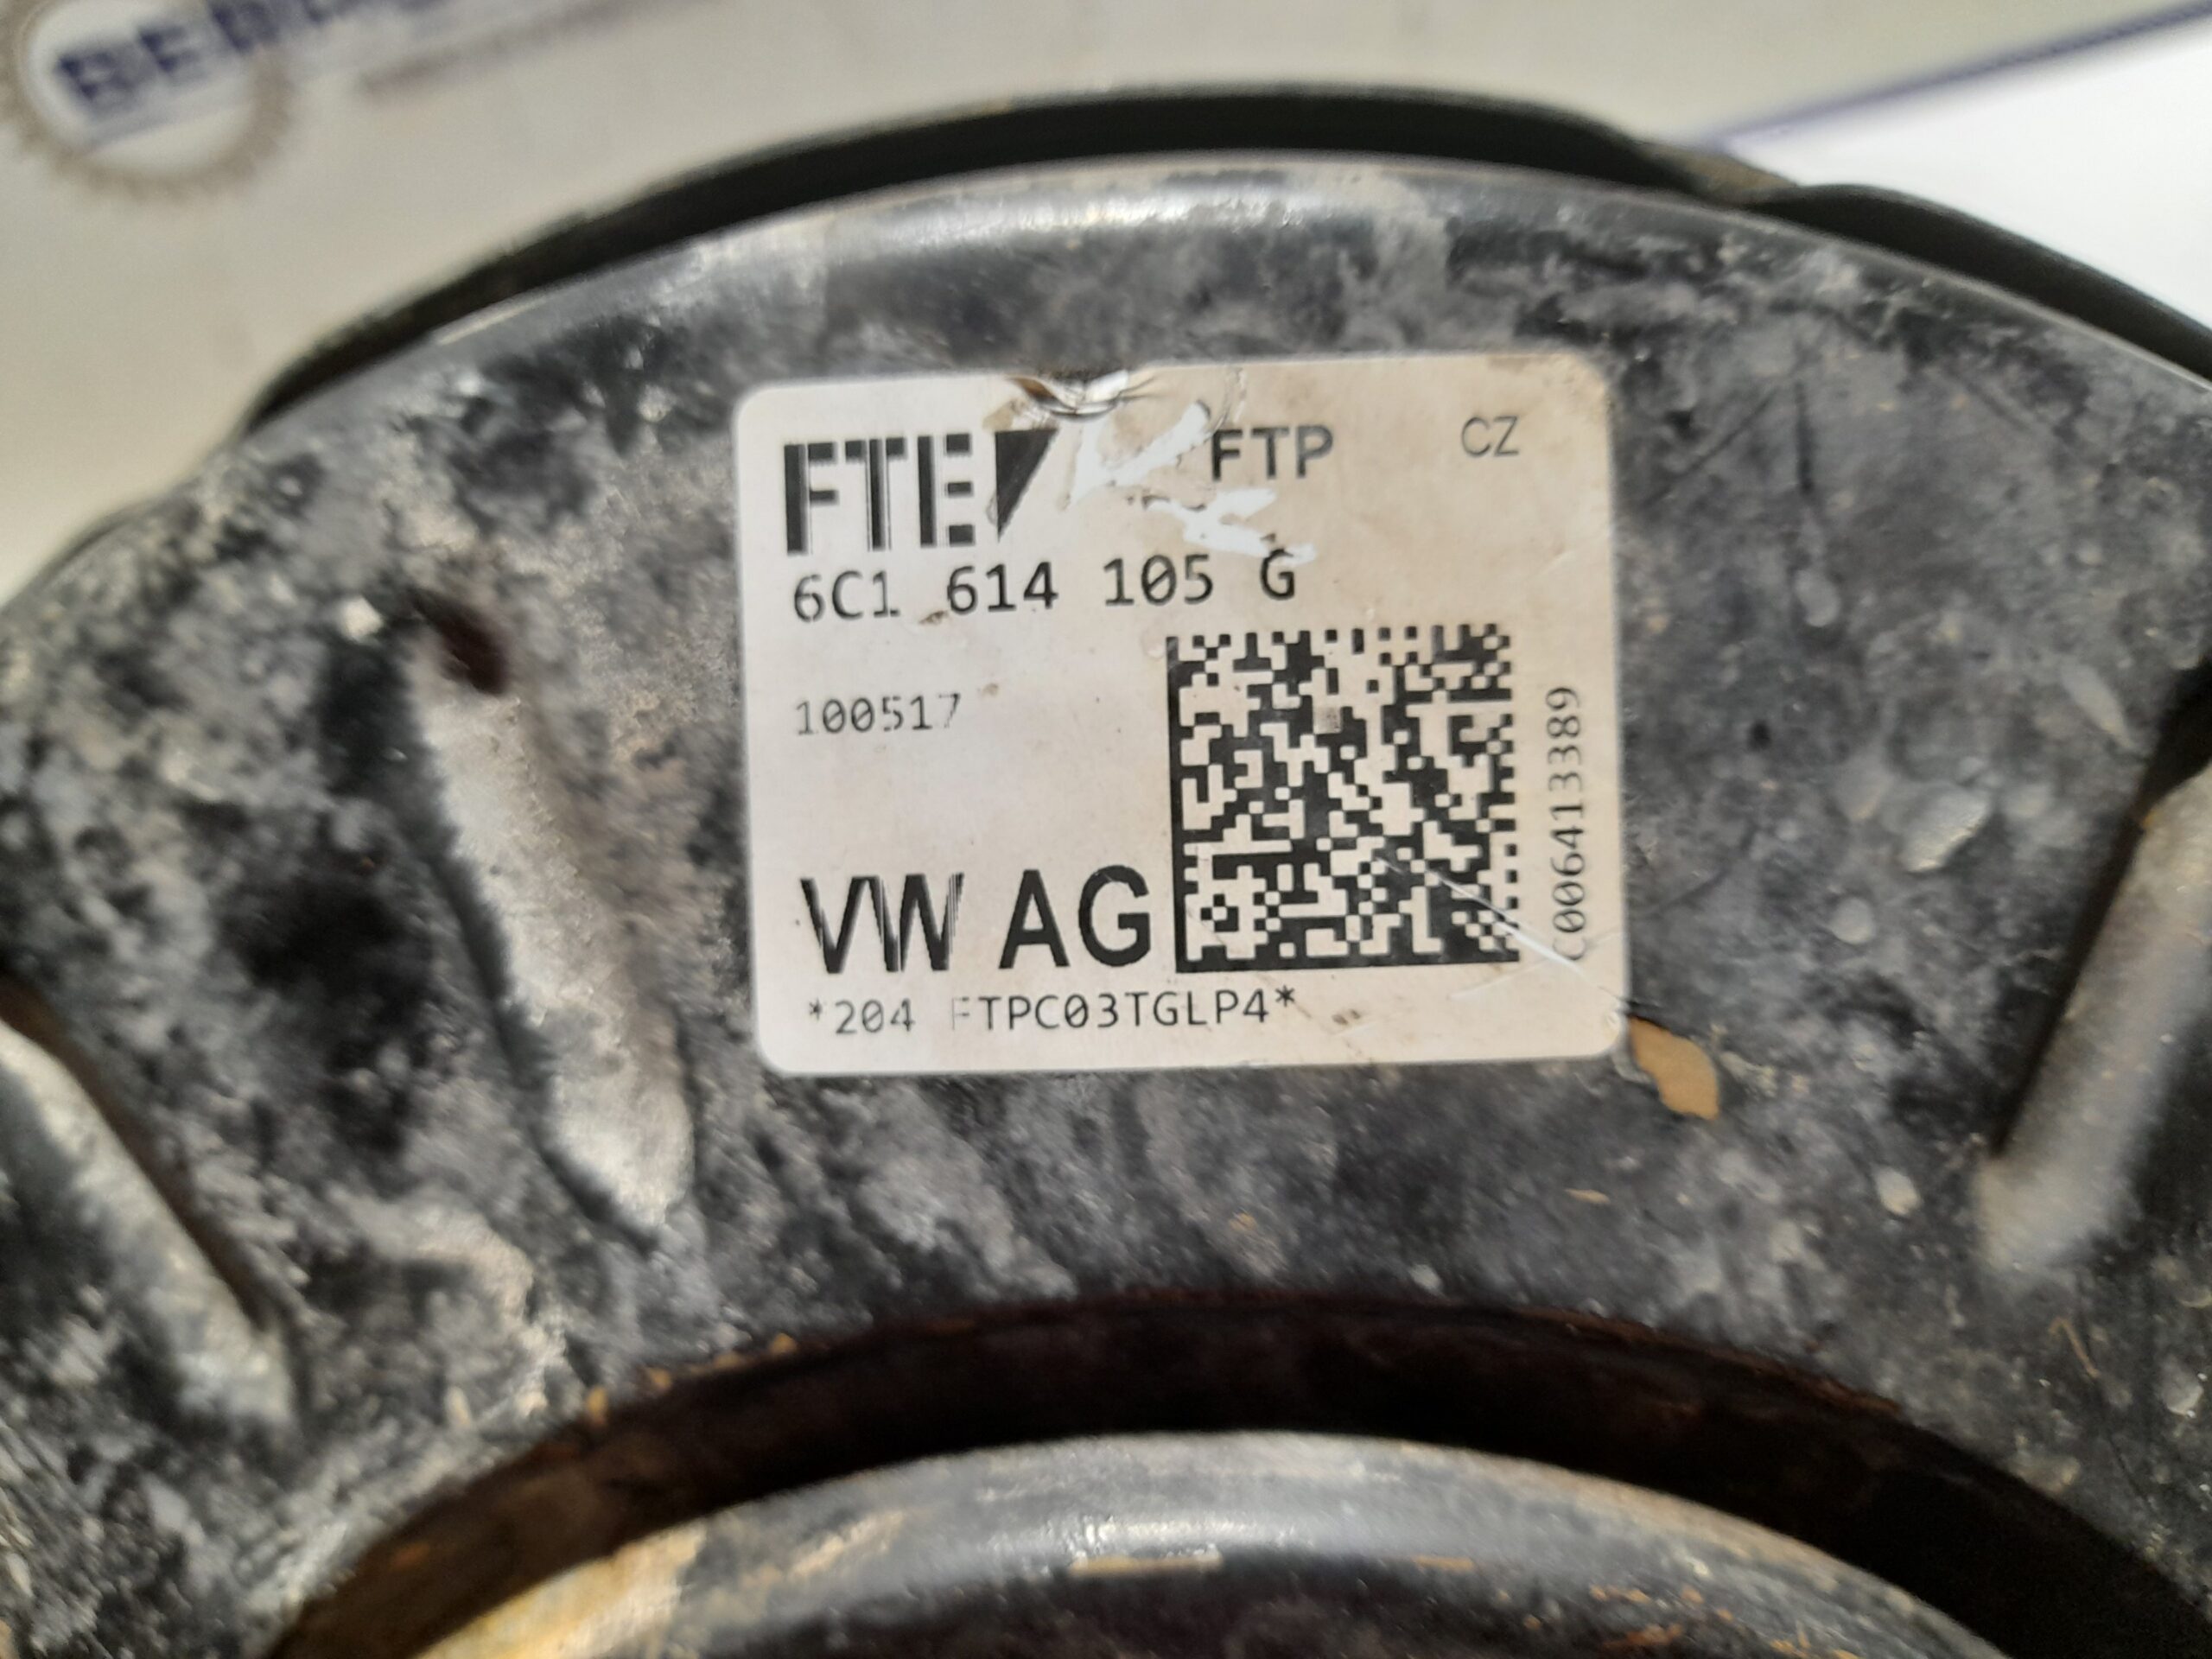 FTE FTP CZ
6C1 614 105 G
100517
C006413389
VW AG
*204 FTPC03TGLP4*